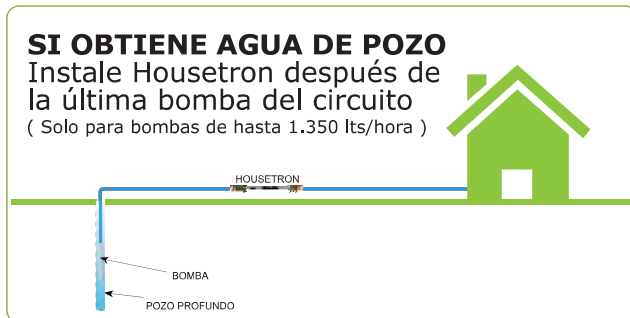 SI OBTIENE AGUA DE POZO
Instale Housetron después de
la última bomba del circuito
( Solo para bombas de hasta 1.350 lts/hora )
HOUSETRON
BOMBA
POZO PROFUNDO